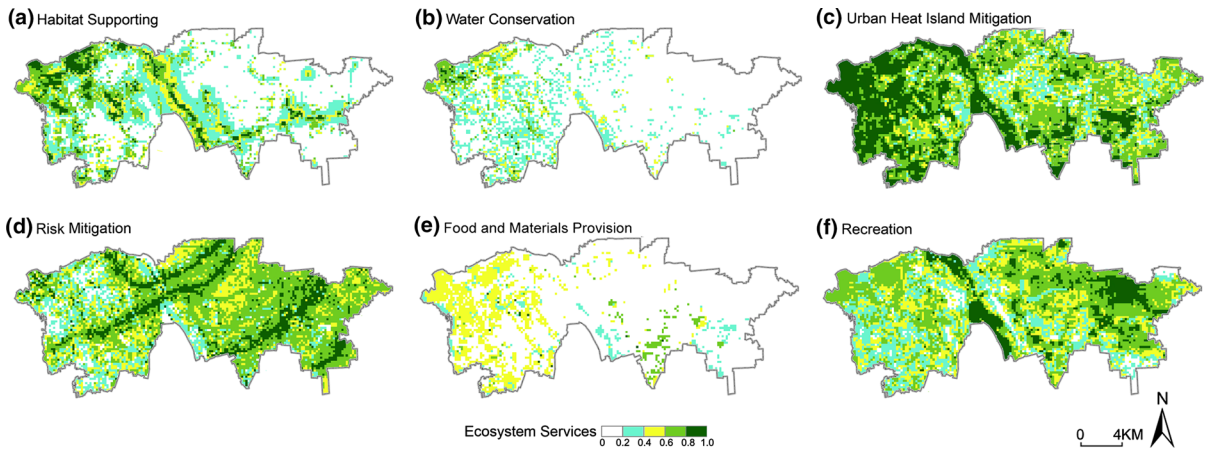 (a) Habitat Supporting
(b) Water Conservation
(c) Urban Heat Island Mitigation
(d) Risk Mitigation
(e) Food and Materials Provision
(f) Recreation
Ecosystem Services
0 0.2 0.4 0.6 0.8 1.0
0 4KM
N